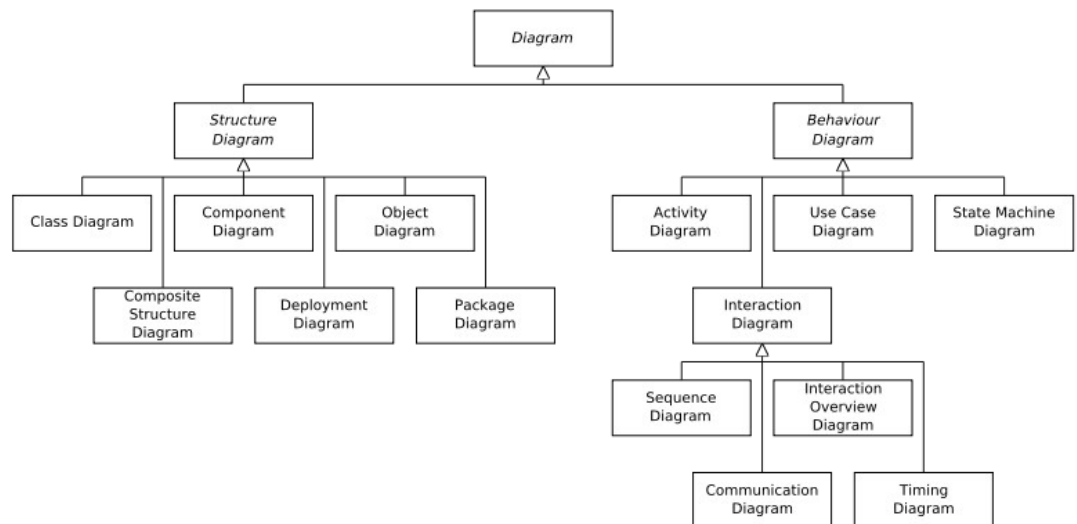 Diagram
Structure
Diagram
Behaviour
Diagram
Class Diagram
Component
Diagram
Object
Diagram
Activity
Diagram
Use Case
Diagram
State Machine
Diagram
Composite
Structure
Diagram
Deployment
Diagram
Package
Diagram
Interaction
Diagram
Sequence
Diagram
Interaction
Overview
Diagram
Communication
Diagram
Timing
Diagram